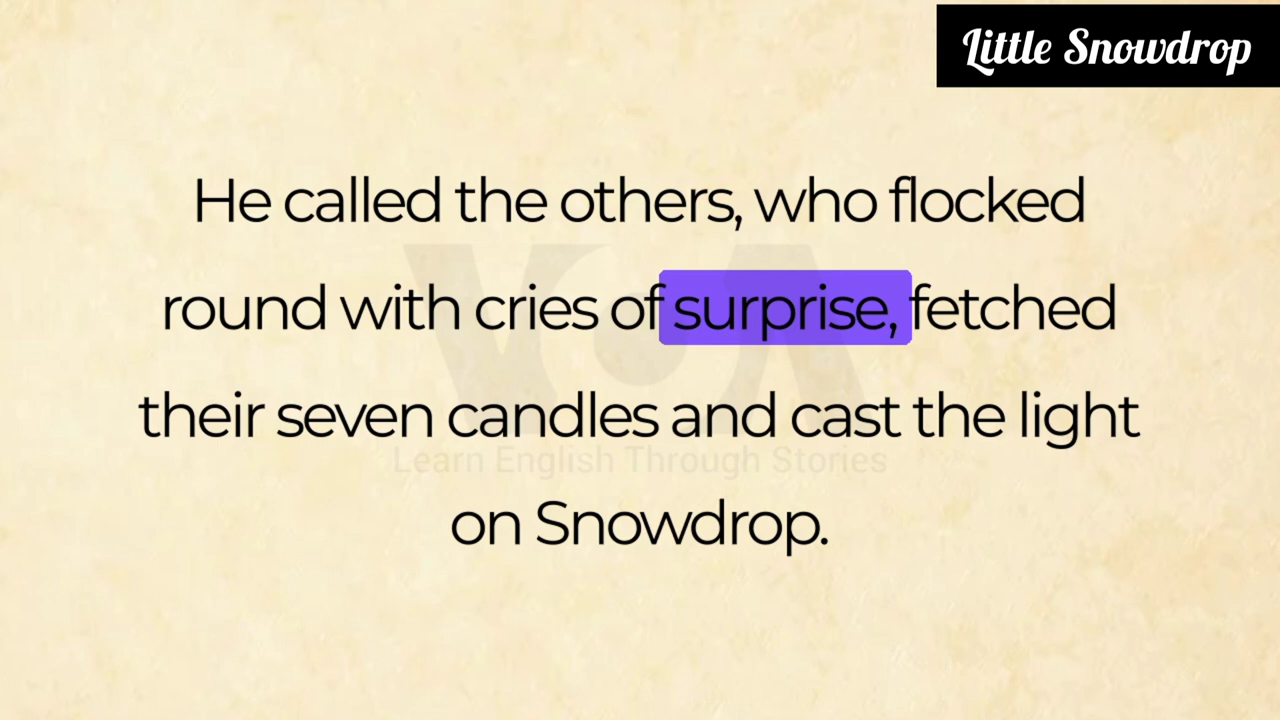 Little Snowdrop
He called the others, who flocked
round with cries of surprise, fetched
their seven candles and cast the light
on Snowdrop.
VOA
Learn English Through Stories